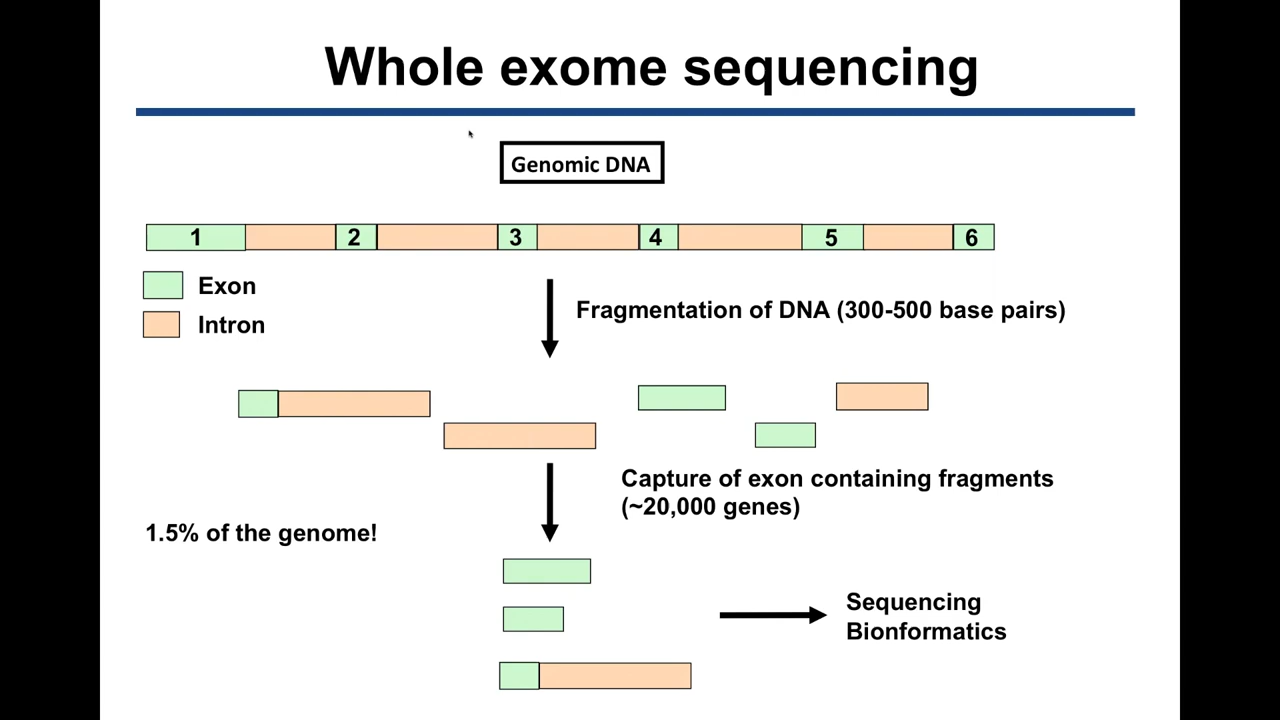 Whole exome sequencing
Genomic DNA
1 2 3 4 5 6
Exon
Intron
Fragmentation of DNA (300-500 base pairs)
Capture of exon containing fragments
(~20,000 genes)
1.5% of the genome!
Sequencing
Bionformatics